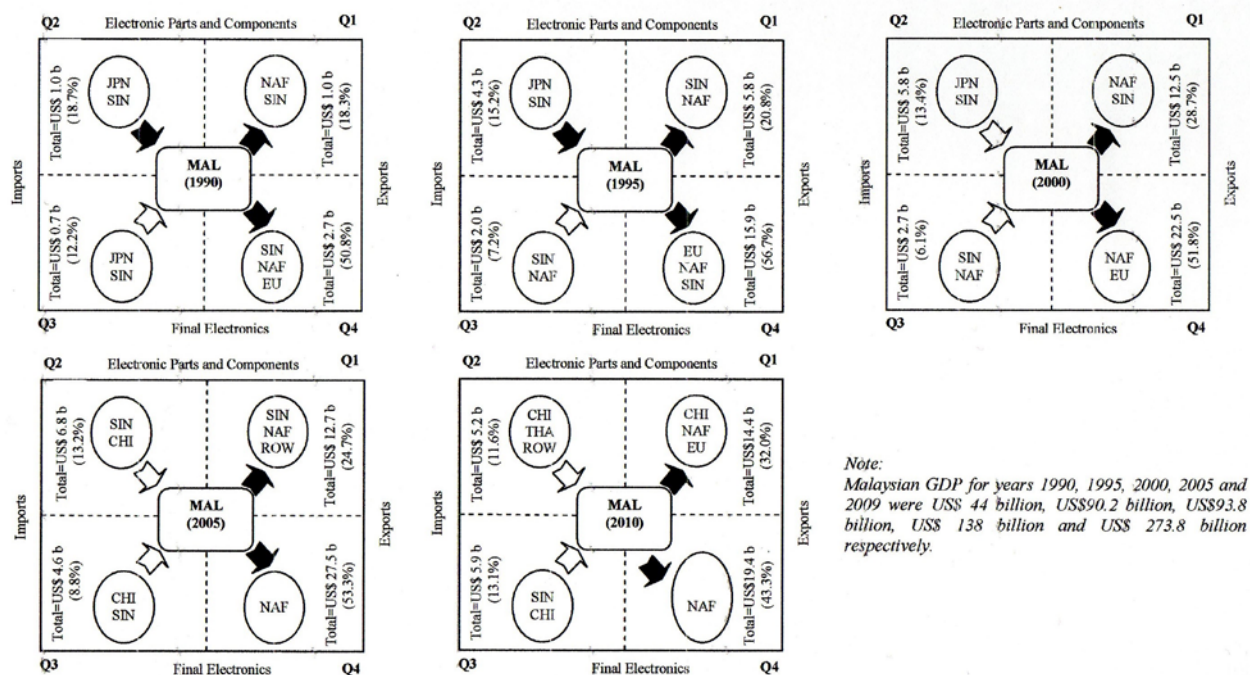 Q2
Electronic Parts and Components
Q1
Imports
Total=US$ 1.0 b
(18.7%)
JPN
SIN
NAF
SIN
Total=US$ 1.0 b
(18.3%)
MAL
(1990)
Total=US$ 0.7 b
(12.2%)
JPN
SIN
SIN
NAF
EU
Total=US$ 2.7 b
(50.8%)
Exports
Q3
Final Electronics
Q4
Q2
Electronic Parts and Components
Q1
Imports
Total=US$ 4.3 b
(15.2%)
JPN
SIN
SIN
NAF
Total=US$ 5.8 b
(20.8%)
MAL
(1995)
Total=US$ 2.0 b
(7.2%)
SIN
NAF
EU
NAF
SIN
Total=US$ 15.9 b
(56.7%)
Exports
Q3
Final Electronics
Q4
Q2
Electronic Parts and Components
Q1
Imports
Total=US$ 5.8 b
(13.4%)
JPN
SIN
NAF
SIN
Total=US$ 12.5 b
(28.7%)
MAL
(2000)
Total=US$ 2.7 b
(6.1%)
SIN
NAF
NAF
EU
Total=US$ 22.5 b
(51.8%)
Exports
Q3
Final Electronics
Q4
Q2
Electronic Parts and Components
Q1
Imports
Total=US$ 6.8 b
(13.2%)
SIN
CHI
SIN
NAF
ROW
Total=US$ 12.7 b
(24.7%)
MAL
(2005)
Total=US$ 4.6 b
(8.8%)
CHI
SIN
NAF
Total=US$ 27.5 b
(53.3%)
Exports
Q3
Final Electronics
Q4
Q2
Electronic Parts and Components
Q1
Imports
Total=US$ 5.2 b
(11.6%)
CHI
THA
ROW
CHI
NAF
EU
Total=US$14.4 b
(32.0%)
MAL
(2010)
Total=US$ 5.9 b
(13.1%)
SIN
CHI
NAF
Total=US$19.4 b
(43.3%)
Exports
Q3
Final Electronics
Q4
Note:
Malaysian GDP for years 1990, 1995, 2000, 2005 and
2009 were US$ 44 billion, US$90.2 billion, US$93.8
billion, US$ 138 billion and US$ 273.8 billion
respectively.